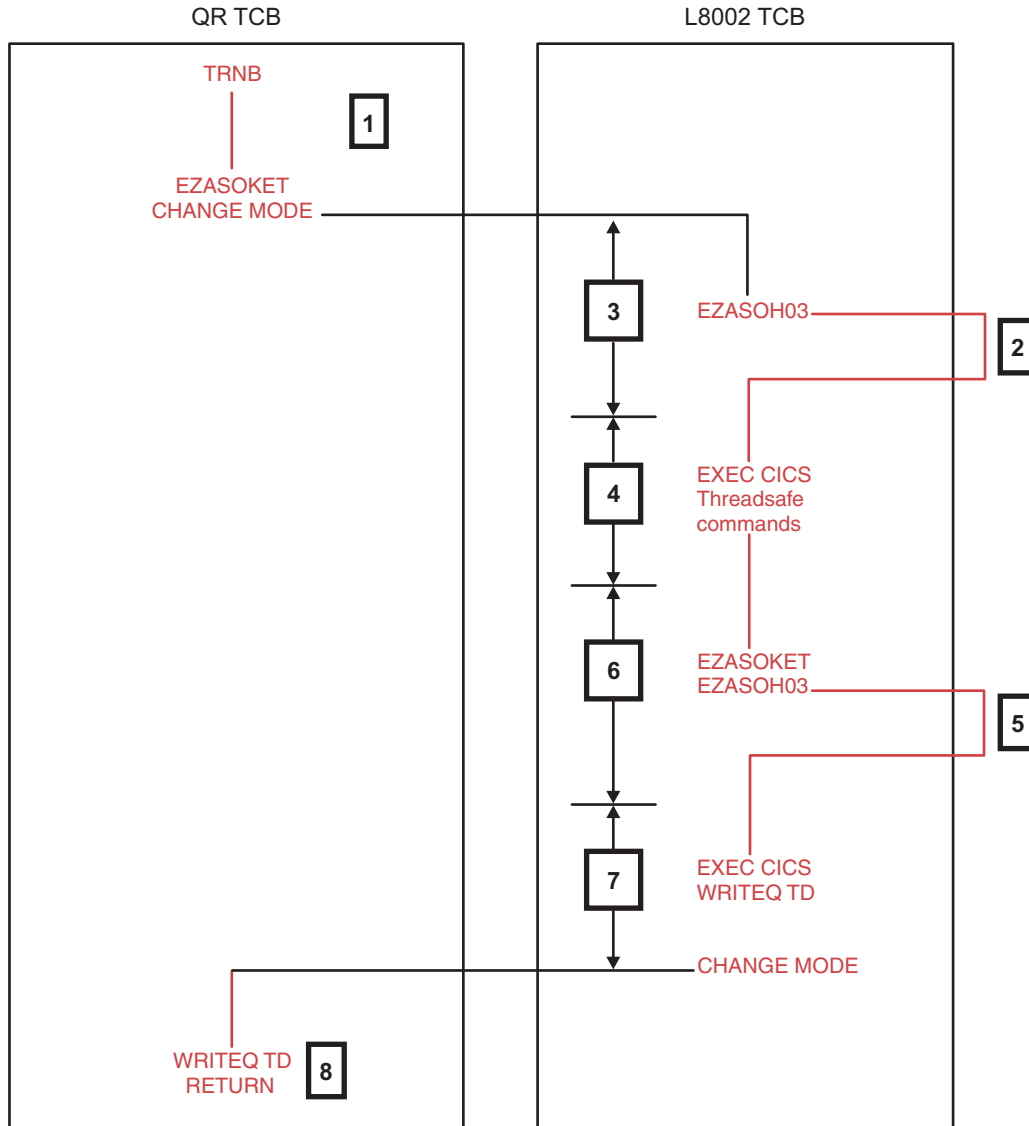 QR TCB
L8002 TCB
TRNB
1
EZASOKET
CHANGE MODE
3
EZASOH03
2
4
EXEC CICS
Threadsafe
commands
6
EZASOKET
EZASOH03
5
7
EXEC CICS
WRITEQ TD
CHANGE MODE
WRITEQ TD
RETURN
8